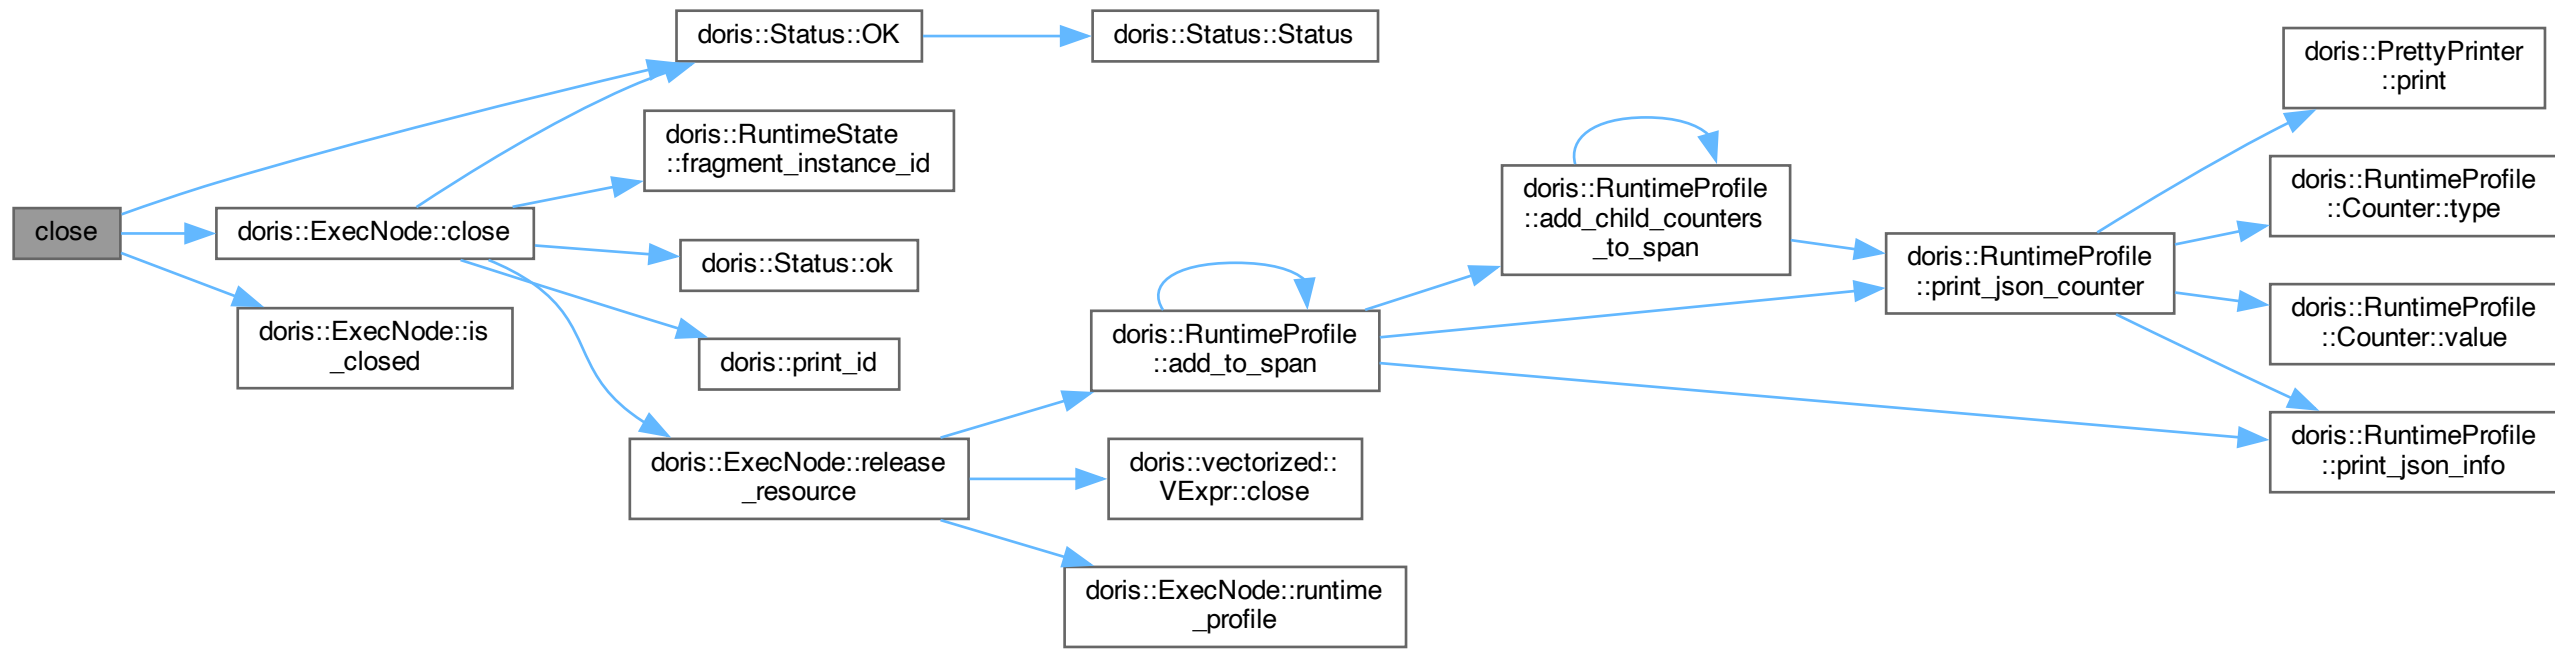 close
doris::ExecNode::close
doris::ExecNode::is
_closed
doris::Status::OK
doris::Status::Status
doris::RuntimeState
::fragment_instance_id
doris::Status::ok
doris::print_id
doris::ExecNode::release
_resource
doris::RuntimeProfile
::add_to_span
doris::vectorized::
VExpr::close
doris::ExecNode::runtime
_profile
doris::RuntimeProfile
::add_child_counters
_to_span
doris::RuntimeProfile
::print_json_counter
doris::PrettyPrinter
::print
doris::RuntimeProfile
::Counter::type
doris::RuntimeProfile
::Counter::value
doris::RuntimeProfile
::print_json_info